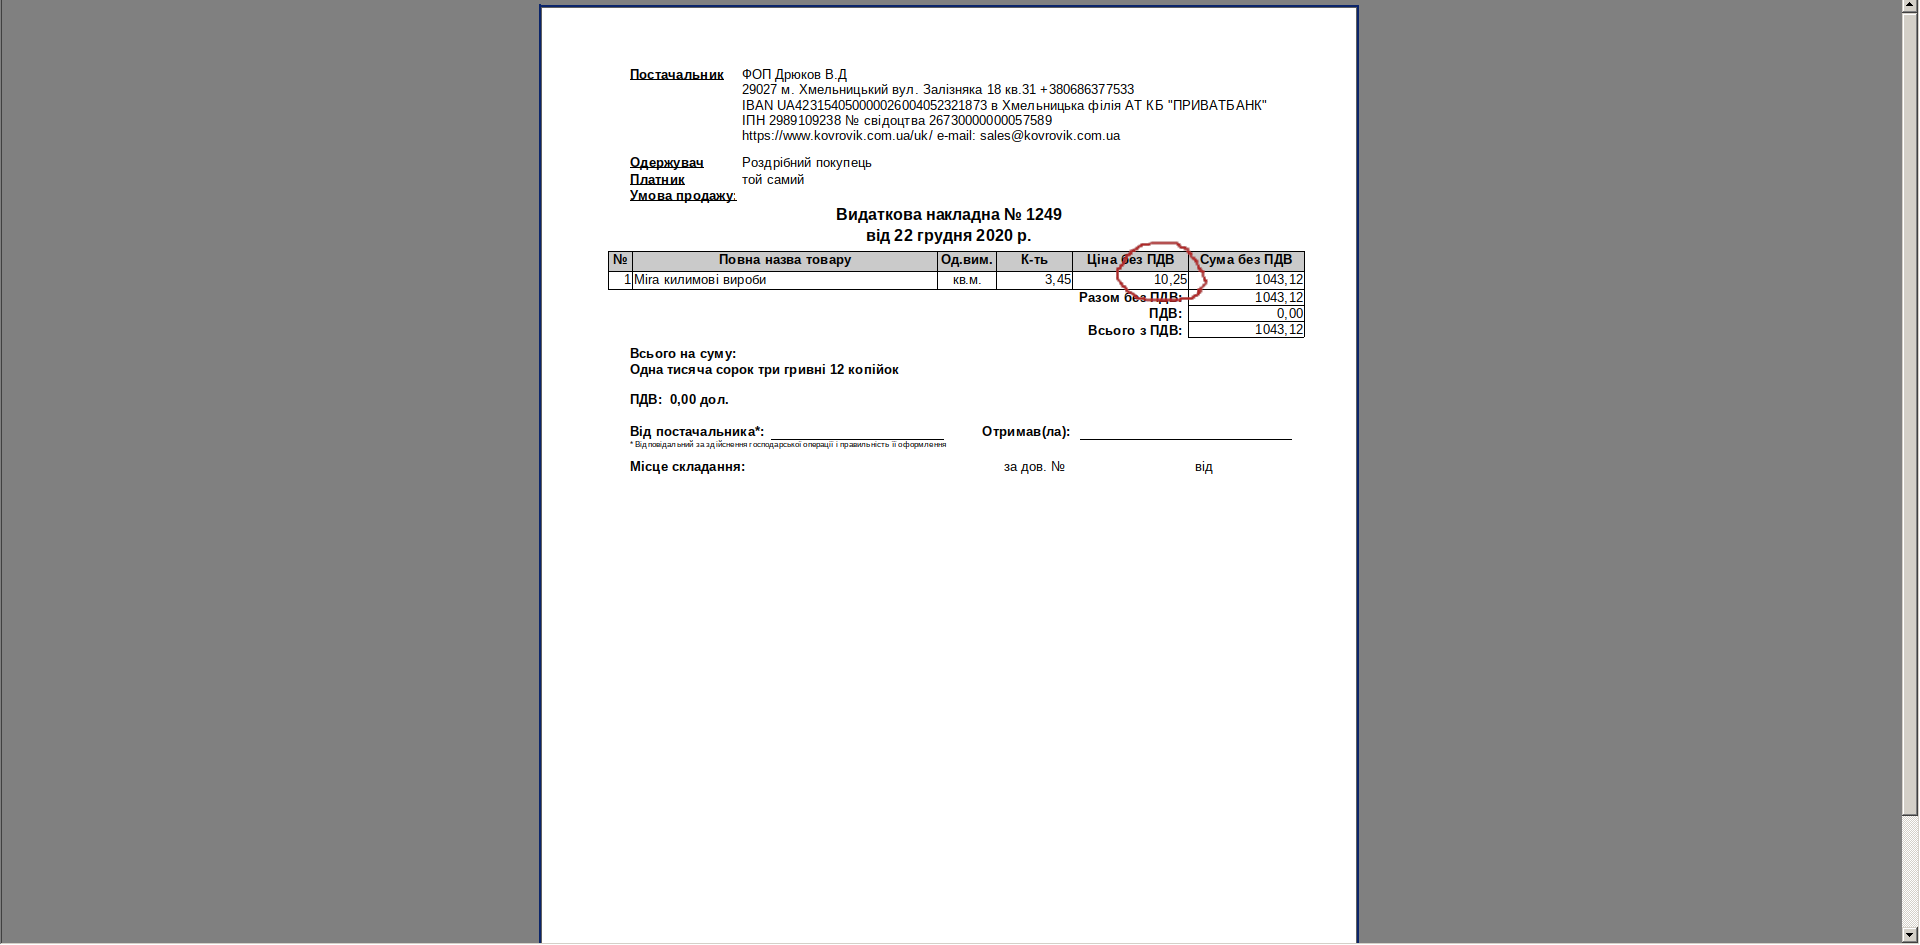 Постачальник ФОП Дрюков В.Д
29027 м. Хмельницький вул. Залізняка 18 кв.31 +380686377533
IBAN UA423154050000026004052321873 в Хмельницька філія АТ КБ "ПРИВАТБАНК"
ІПН 2989109238 № свідоцтва 26730000000057589
https://www.kovrovik.com.ua/uk/ e-mail: sales@kovrovik.com.ua
Одержувач Роздрібний покупець
Платник той самий
Умова продажу:
Видаткова накладна № 1249
від 22 грудня 2020 р.
№ Повна назва товару Од.вим. К-ть Ціна без ПДВ Сума без ПДВ
1 Mira килимові вироби кв.м. 3,45 10,25 1043,12
Разом без ПДВ: 1043,12
ПДВ: 0,00
Всього з ПДВ: 1043,12
Всього на суму:
Одна тисяча сорок три гривні 12 копійок
ПДВ: 0,00 дол.
Від постачальника*: Отримав(ла):
* Відповідальний за здійснення господарської операції і правильність її оформлення
Місце складання: за дов. № від